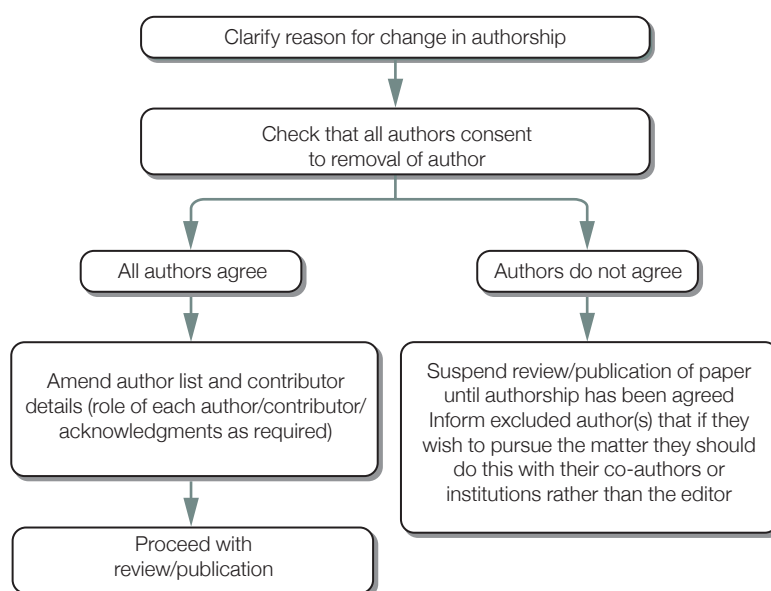 Clarify reason for change in authorship
Check that all authors consent
to removal of author
All authors agree
Authors do not agree
Amend author list and contributor
details (role of each author/contributor/
acknowledgments as required)
Suspend review/publication of paper
until authorship has been agreed
Inform excluded author(s) that if they
wish to pursue the matter they should
do this with their co-authors or
institutions rather than the editor
Proceed with
review/publication